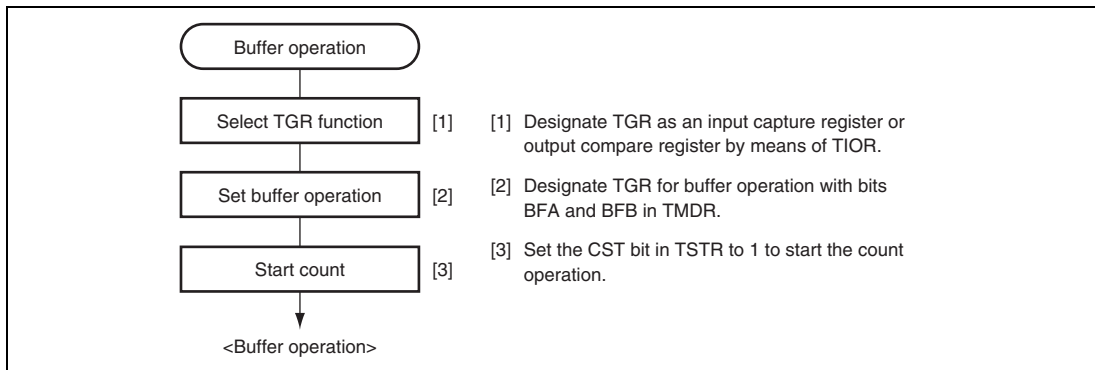 Buffer operation
Select TGR function [1]
[1] Designate TGR as an input capture register or
output compare register by means of TIOR.
Set buffer operation [2]
[2] Designate TGR for buffer operation with bits
BFA and BFB in TMDR.
Start count [3]
[3] Set the CST bit in TSTR to 1 to start the count
operation.
<Buffer operation>